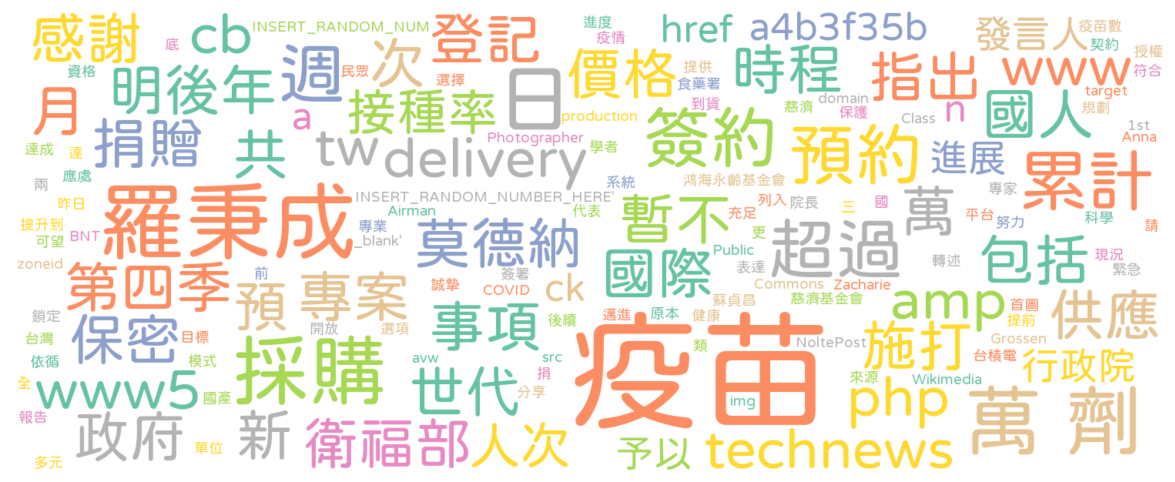 感謝
底
cb
INSERT_RANDOM_NUM
登記
進度
疫情
href
a4b3f35b
發言人
疫苗數
契約
授權
資格
明後年
週
民眾
次
選擇
價格
提供
食藥署
時程
指出
www
符合
target
月
捐贈
a
接種率
日
production
到貨
慈濟
domain
保護
Class
n
國人
規劃
1st
Anna
達成
達
共
tw
delivery
Photographer
學者
簽約
預約
進展
累計
兩
應處
昨日
羅秉成
INSERT_RANDOM_NUMBER_HERE'
系統
鴻海永齡基金會
列入
院長
三
國
萬
專家
科學
提升到
可望
BNT
Airman
專業
_blank'
莫德納
代表
暫不
充足
更
超過
平台
努力
請
zoneid
第四季
前
專案
預
簽署
誠摯
COVID
ck
國際
Public
表達
Commons
Zacharie
慈濟基金會
轉述
包括
現況
緊急
鎖定
台灣
保密
目標
開放
選項
事項
後續
邁進
原本
蘇貞昌
健康
amp
首圖
提前
供應
依循
模式
採購
avw
src
疫苗
類
NoltePost
施打
Grossen
台積電
行政院
全
www5
國產
世代
捐
分享
img
來源
Wikimedia
php
萬劑
報告
政府
新
衛福部
人次
予以
technews
多元
單位